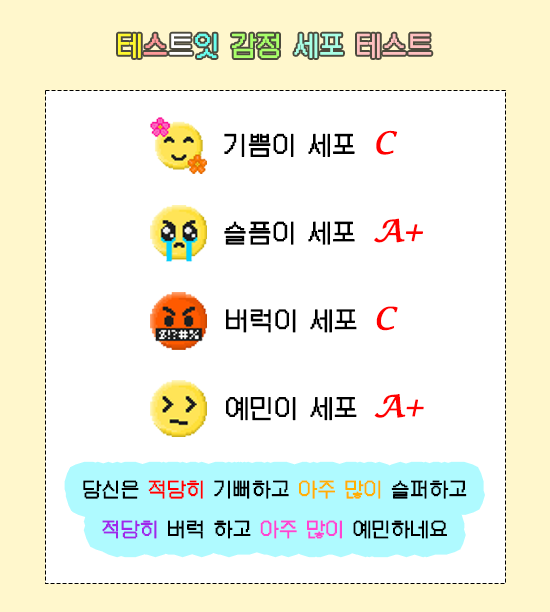 테스트잇 감정 세포 테스트
기쁨이 세포 C
슬픔이 세포 A+
버럭이 세포 C
$!?#%
예민이 세포 A+
당신은 적당히 기뻐하고 아주 많이 슬퍼하고
적당히 버럭 하고 아주 많이 예민하네요